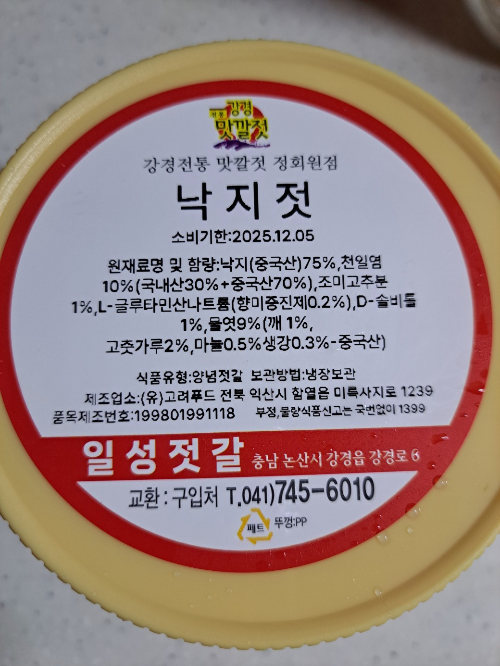 강경
맛깔젓
강경전통 맛깔젓 정회원점
낙지젓
소비기한:2025.12.05
원재료명 및 함량:낙지(중국산)75%,천일염
10%(국내산30%+중국산70%),조미고추분
1%,L-글루타민산나트륨(향미증진제0.2%),D-솔비톨
1%,물엿9%(깨 1%,
고춧가루2%,마늘0.5%생강0.3%-중국산)
식품유형:양념젓갈 보관방법:냉장보관
제조업소:(유)고려푸드 전북 익산시 함열읍 미륵사지로 1239
품목제조번호:199801991118 부정,불량식품신고는 국번없이 1399
일성젓갈 충남 논산시 강경읍 강경로
교환:구입처 T.041)745-6010
페트 뚜껑:PP